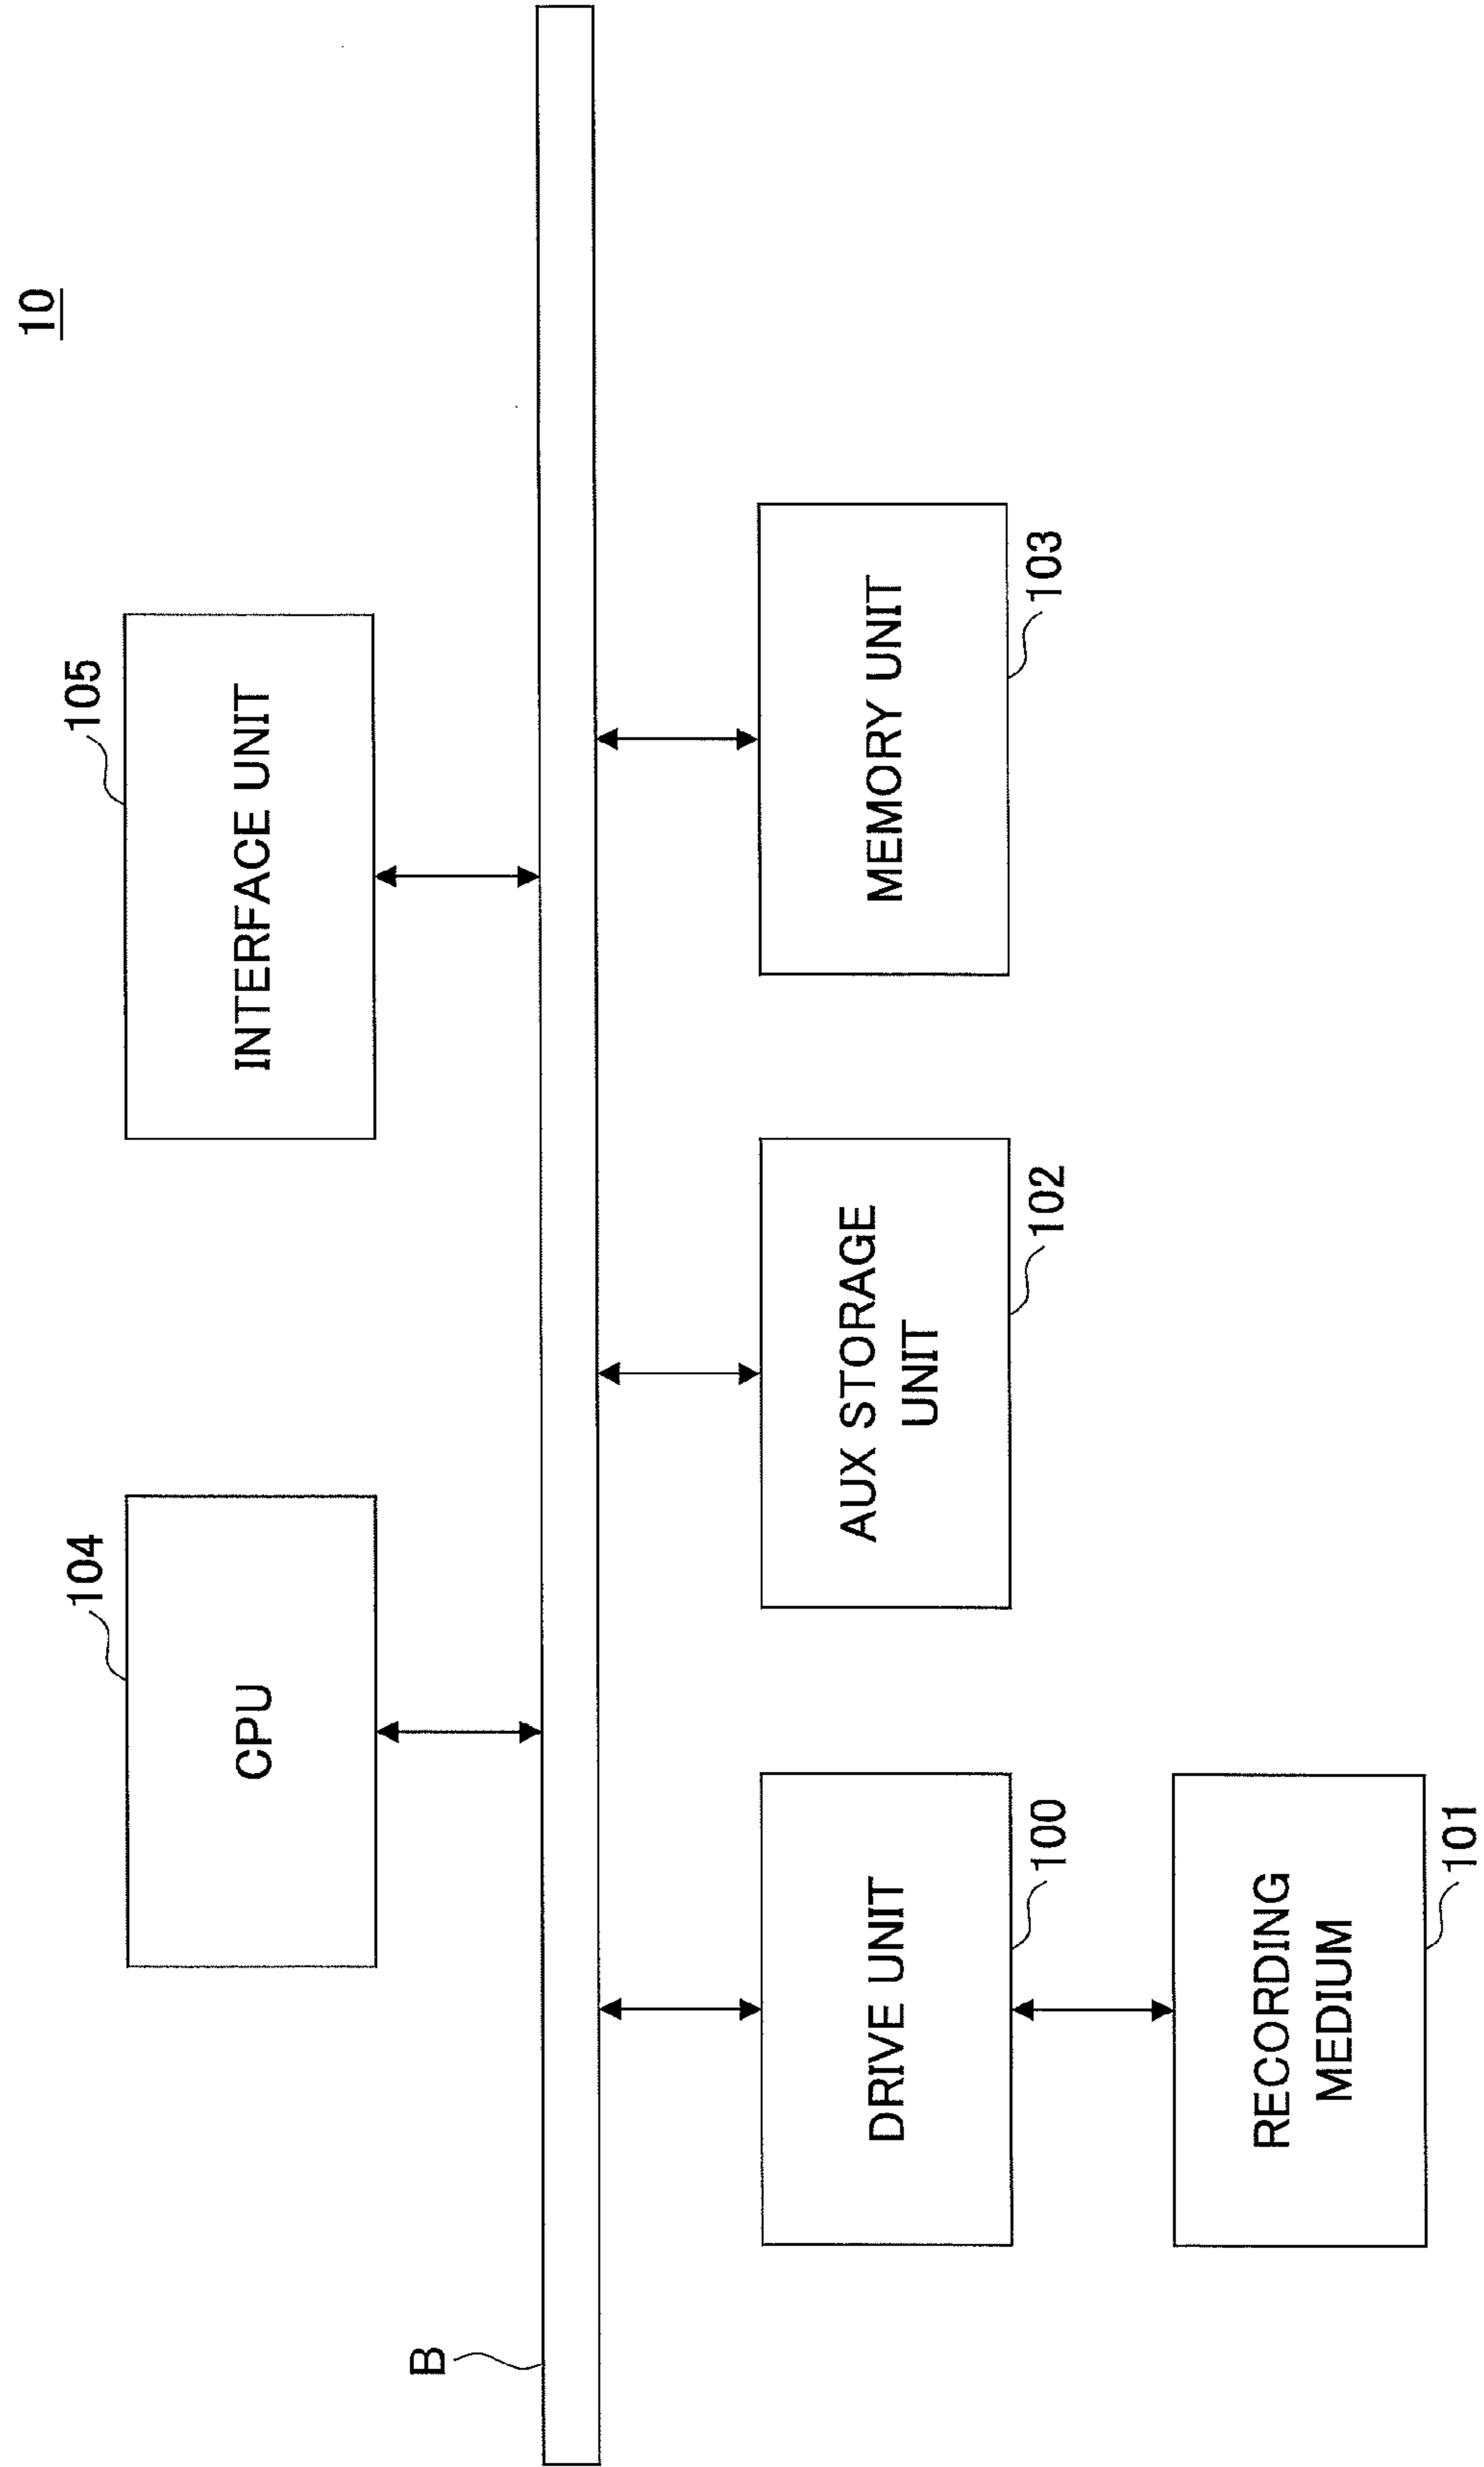 10
104
105
CPU
INTERFACE UNIT
B
DRIVE UNIT
AUX STORAGE
UNIT
MEMORY UNIT
100
102
103
RECORDING
MEDIUM
101